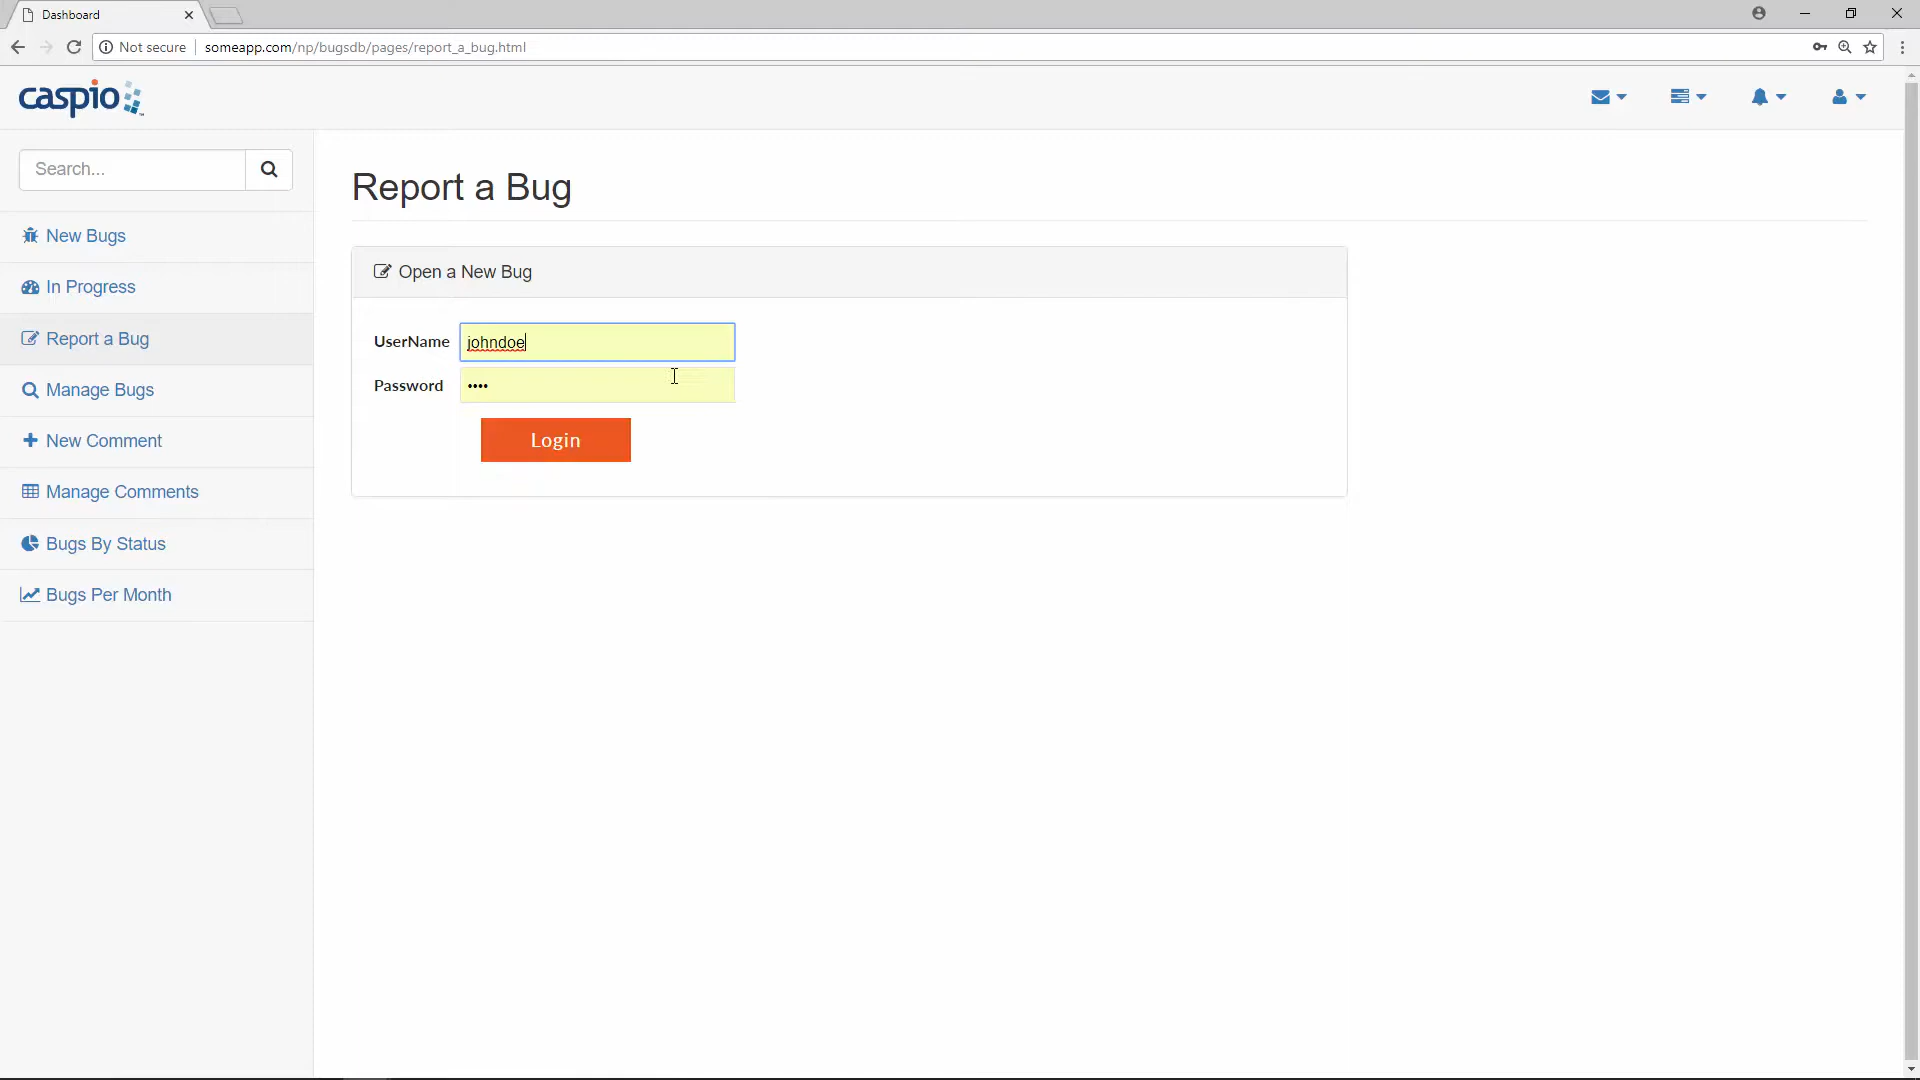 Dashboard
Not secure
someapp.com/np/bugsdb/pages/report_a_bug.html
caspio
Search...
New Bugs
In Progress
Report a Bug
Manage Bugs
New Comment
Manage Comments
Bugs By Status
Bugs Per Month
Report a Bug
Open a New Bug
UserName johndoe
Password ••••
Login